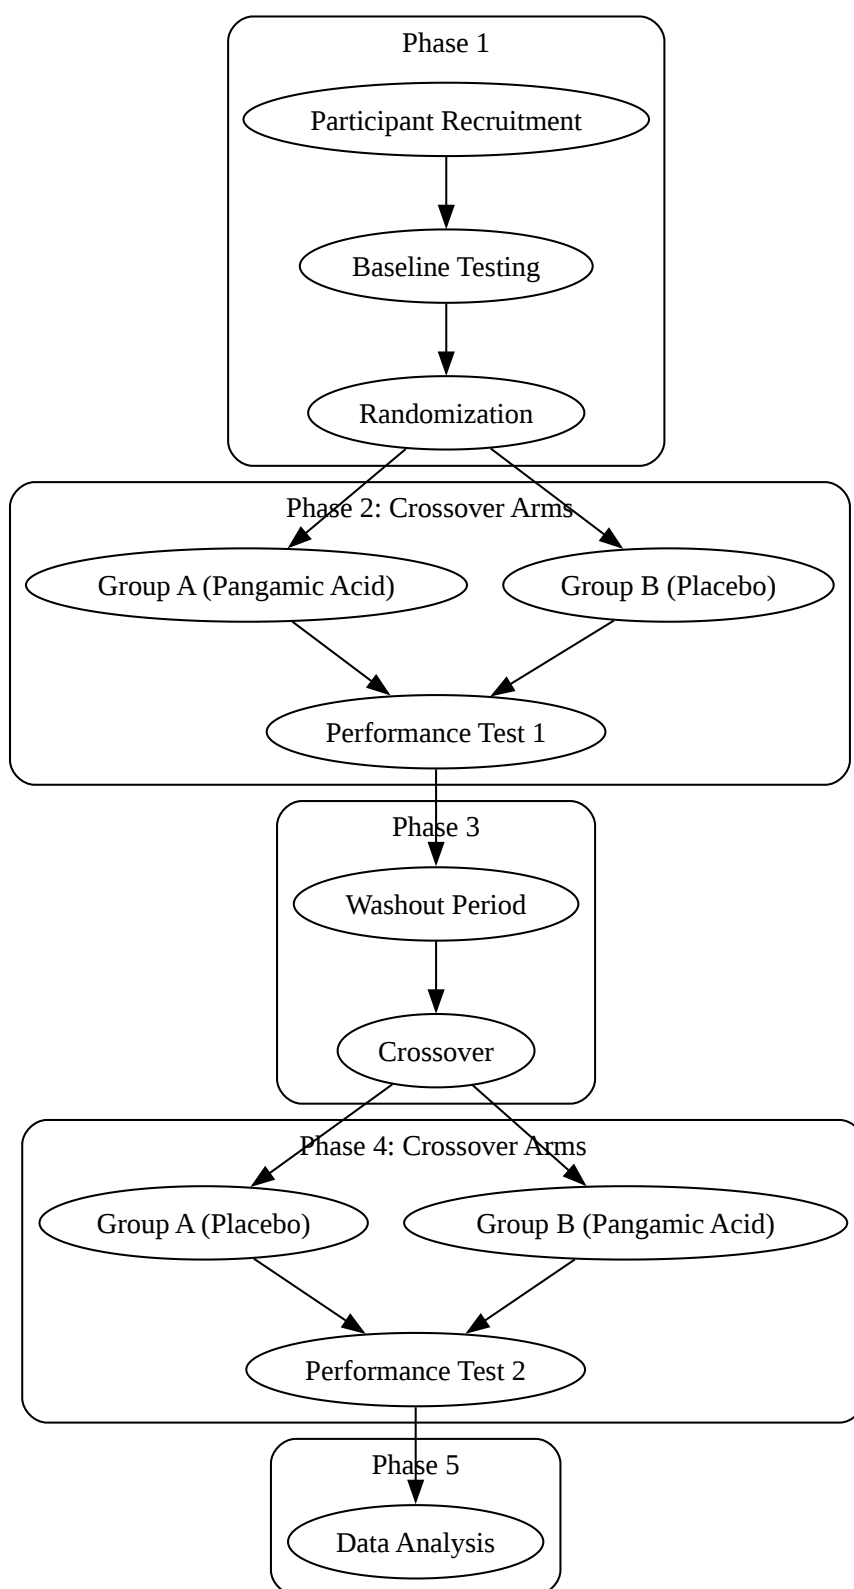 Phase 1
Participant Recruitment
Baseline Testing
Randomization
Phase 2: Crossover Arms
Group A (Pangamic Acid)
Group B (Placebo)
Performance Test 1
Phase 3
Washout Period
Crossover
Phase 4: Crossover Arms
Group A (Placebo)
Group B (Pangamic Acid)
Performance Test 2
Phase 5
Data Analysis